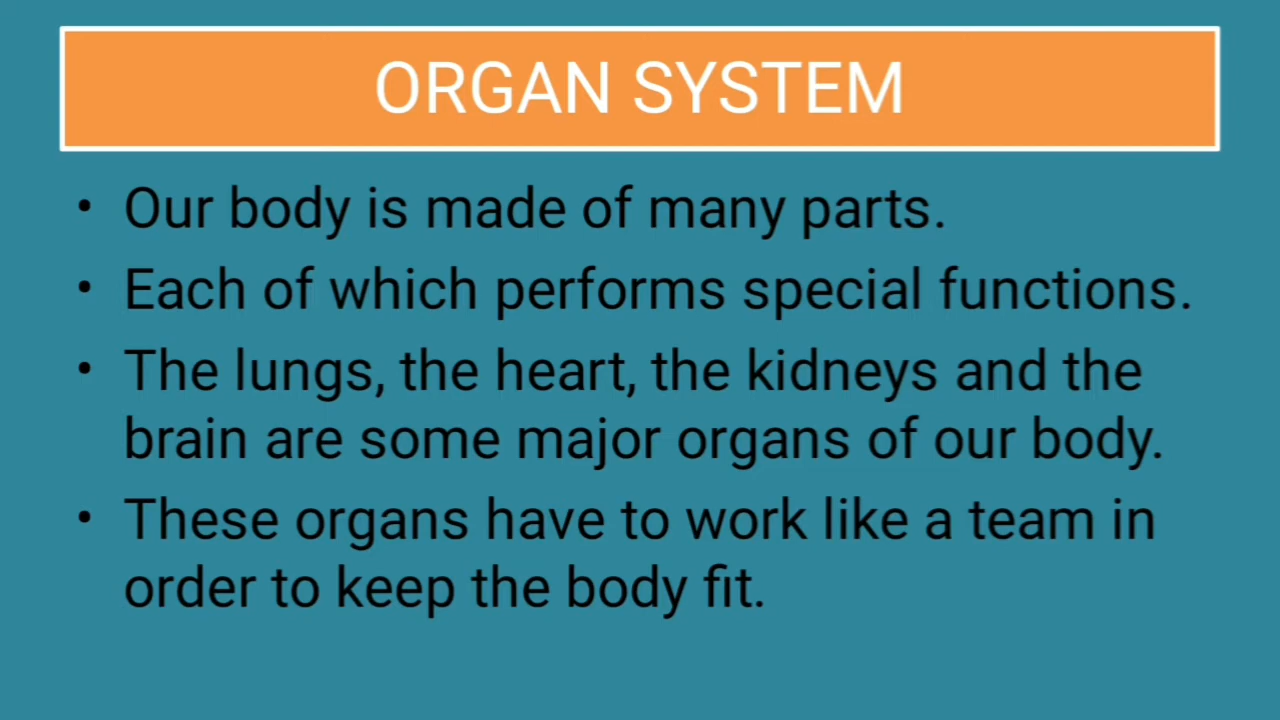 ORGAN SYSTEM
• Our body is made of many parts.
• Each of which performs special functions.
• The lungs, the heart, the kidneys and the
brain are some major organs of our body.
• These organs have to work like a team in
order to keep the body fit.